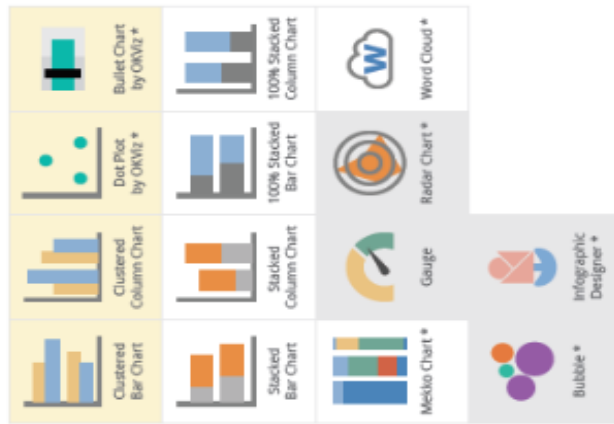 Clustered
Bar Chart
Clustered
Column Chart
Dot Plot
by OKViz *
Bullet Chart
by OKViz *
Stacked
Bar Chart
Stacked
Column Chart
100% Stacked
Bar Chart
100% Stacked
Column Chart
Mekko Chart *
Gauge
Radar Chart *
W
Word Cloud *
Bubble *
Infographic
Designer *